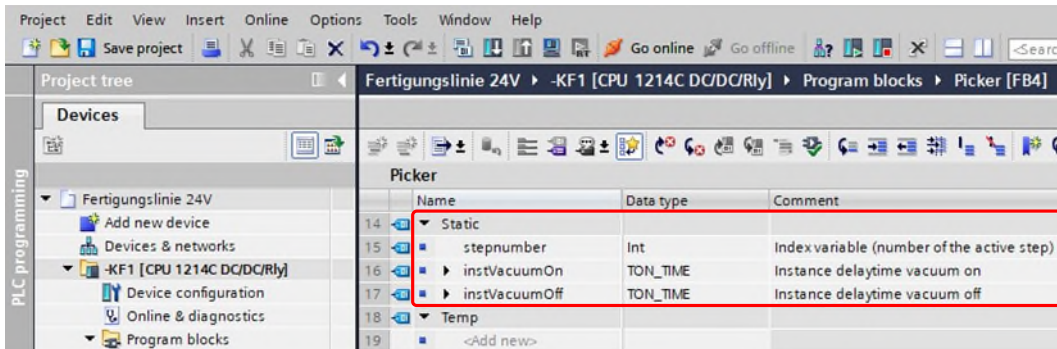 Project Edit View Insert Online Options Tools Window Help
Save project Go online Go offline
Project tree Fertigungslinie 24V ▸ -KF1 [CPU 1214C DC/DC/Rly] ▸ Program blocks ▸ Picker [FB4]
Devices
Picker
Name Data type Comment
14 Static
15 stepnumber Int Index variable (number of the active step)
16 instVacuumOn TON_TIME Instance delaytime vacuum on
17 instVacuumOff TON_TIME Instance delaytime vacuum off
18 Temp
19 <Add new>
PLC programming
Fertigungslinie 24V
Add new device
Devices & networks
-KF1 [CPU 1214C DC/DC/Rly]
Device configuration
Online & diagnostics
Program blocks